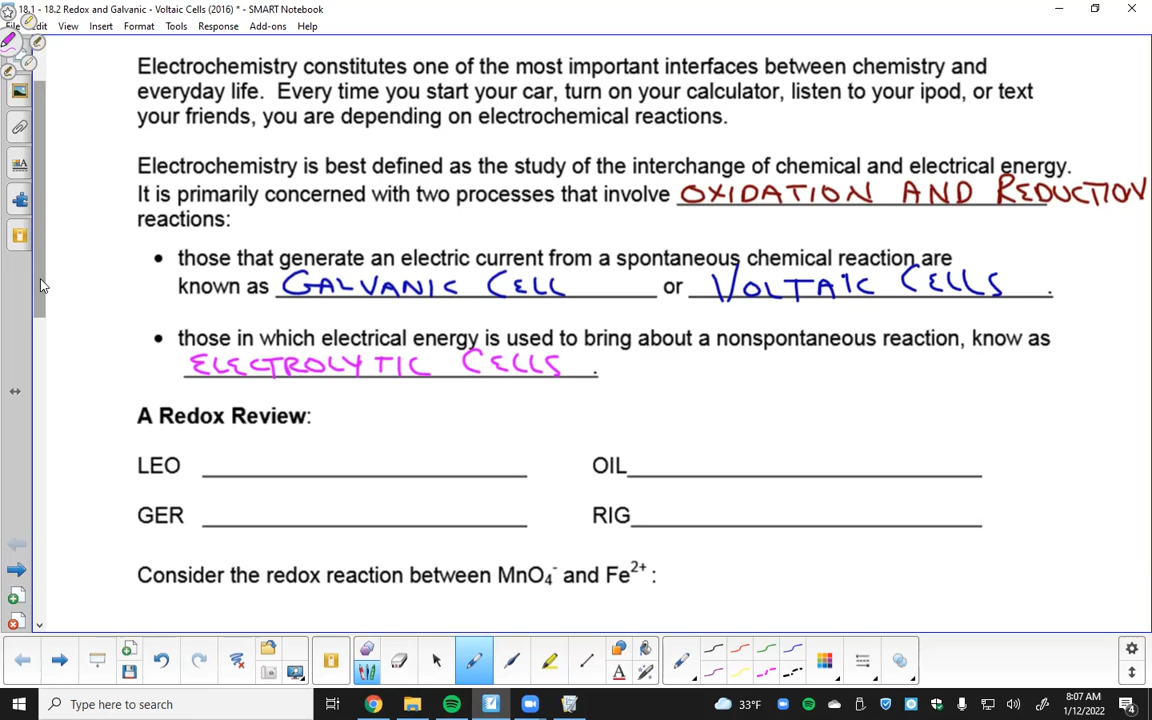 18.1 - 18.2 Redox and Galvanic - Voltaic Cells (2016) * - SMART Notebook
File Edit View Insert Format Tools Response Add-ons Help
Electrochemistry constitutes one of the most important interfaces between chemistry and
everyday life. Every time you start your car, turn on your calculator, listen to your ipod, or text
your friends, you are depending on electrochemical reactions.
Electrochemistry is best defined as the study of the interchange of chemical and electrical energy.
It is primarily concerned with two processes that involve OXIDATION AND REDUCTION
reactions:
• those that generate an electric current from a spontaneous chemical reaction are
known as GALVANIC CELL or VOLTAIC CELLS .
• those in which electrical energy is used to bring about a nonspontaneous reaction, know as
ELECTROLYTIC CELLS .
A Redox Review:
LEO OIL
GER RIG
Consider the redox reaction between MnO₄⁻ and Fe²⁺ :
Type here to search
33°F
8:07 AM
1/12/2022
4